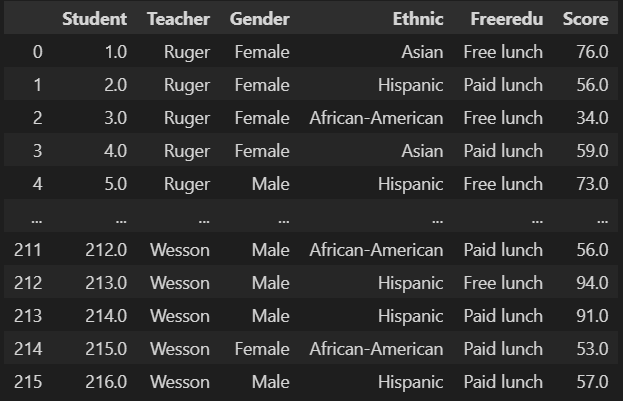 Student Teacher Gender Ethnic Freeredu Score
0 1.0 Ruger Female Asian Free lunch 76.0
1 2.0 Ruger Female Hispanic Paid lunch 56.0
2 3.0 Ruger Female African-American Free lunch 34.0
3 4.0 Ruger Female Asian Paid lunch 59.0
4 5.0 Ruger Male Hispanic Free lunch 73.0
... ... ... ... ... ... ...
211 212.0 Wesson Male African-American Paid lunch 56.0
212 213.0 Wesson Male Hispanic Free lunch 94.0
213 214.0 Wesson Male Hispanic Paid lunch 91.0
214 215.0 Wesson Female African-American Paid lunch 53.0
215 216.0 Wesson Male Hispanic Paid lunch 57.0